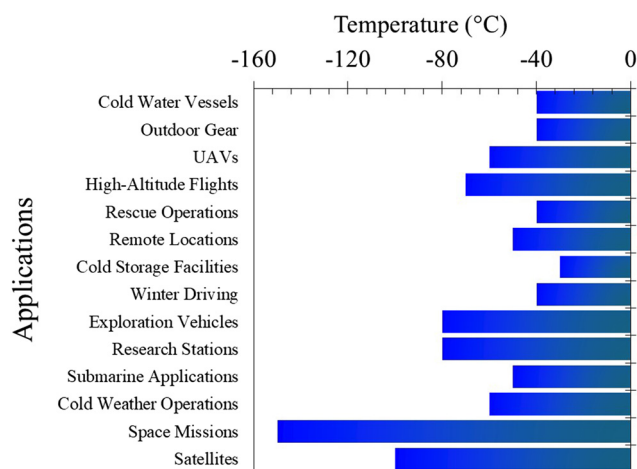 Temperature (°C)
-160 -120 -80 -40 0
Applications
Cold Water Vessels
Outdoor Gear
UAVs
High-Altitude Flights
Rescue Operations
Remote Locations
Cold Storage Facilities
Winter Driving
Exploration Vehicles
Research Stations
Submarine Applications
Cold Weather Operations
Space Missions
Satellites